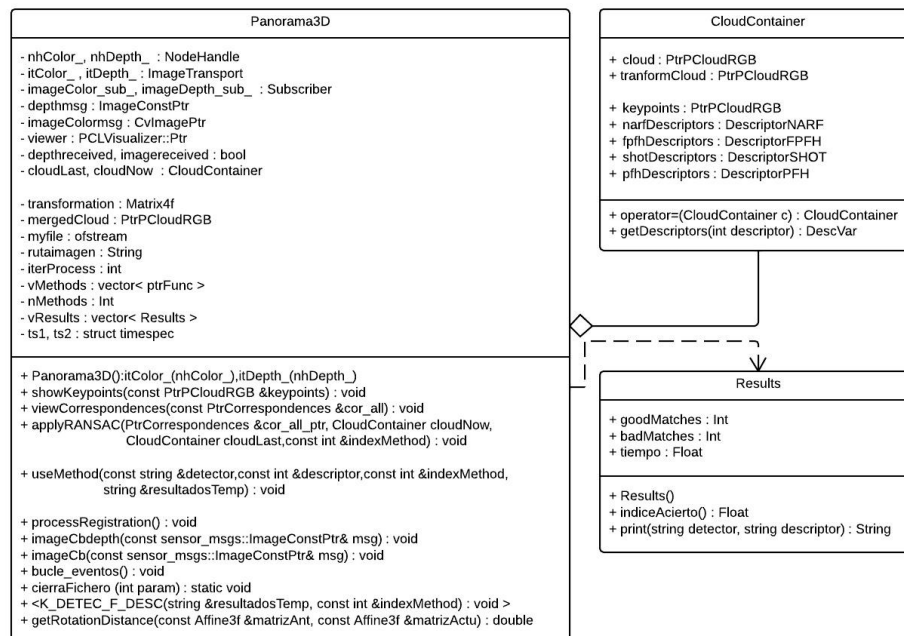 Panorama3D
- nhColor_, nhDepth_ : NodeHandle
- itColor_ , itDepth_ : ImageTransport
- imageColor_sub_, imageDepth_sub_ : Subscriber
- depthmsg : ImageConstPtr
- imageColormsg : CvImagePtr
- viewer : PCLVisualizer::Ptr
- depthreceived, imagereceived : bool
- cloudLast, cloudNow : CloudContainer
- transformation : Matrix4f
- mergedCloud : PtrPCloudRGB
- myfile : ofstream
- rutaimagen : String
- iterProcess : int
- vMethods : vector< ptrFunc >
- nMethods : Int
- vResults : vector< Results >
- ts1, ts2 : struct timespec
+ Panorama3D():itColor_(nhColor_),itDepth_(nhDepth_)
+ showKeypoints(const PtrPCloudRGB &keypoints) : void
+ viewCorrespondences(const PtrCorrespondences &cor_all) : void
+ applyRANSAC(PtrCorrespondences &cor_all_ptr, CloudContainer cloudNow,
CloudContainer cloudLast,const int &indexMethod) : void
+ useMethod(const string &detector,const int &descriptor,const int &indexMethod,
string &resultadosTemp) : void
+ processRegistration() : void
+ imageCbdepth(const sensor_msgs::ImageConstPtr& msg) : void
+ imageCb(const sensor_msgs::ImageConstPtr& msg) : void
+ bucle_eventos() : void
+ cierraFichero (int param) : static void
+ <K_DETEC_F_DESC(string &resultadosTemp, const int &indexMethod) : void >
+ getRotationDistance(const Affine3f &matrizAnt, const Affine3f &matrizActu) : double
CloudContainer
+ cloud : PtrPCloudRGB
+ tranformCloud : PtrPCloudRGB
+ keypoints : PtrPCloudRGB
+ narfDescriptors : DescriptorNARF
+ fpfhDescriptors : DescriptorFPFH
+ shotDescriptors : DescriptorSHOT
+ pfhDescriptors : DescriptorPFH
+ operator=(CloudContainer c) : CloudContainer
+ getDescriptors(int descriptor) : DescVar
Results
+ goodMatches : Int
+ badMatches : Int
+ tiempo : Float
+ Results()
+ indiceAcierto() : Float
+ print(string detector, string descriptor) : String